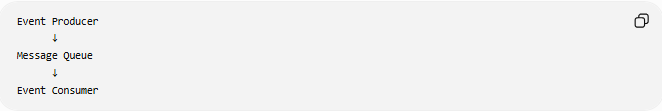 Event Producer
↓
Message Queue
↓
Event Consumer